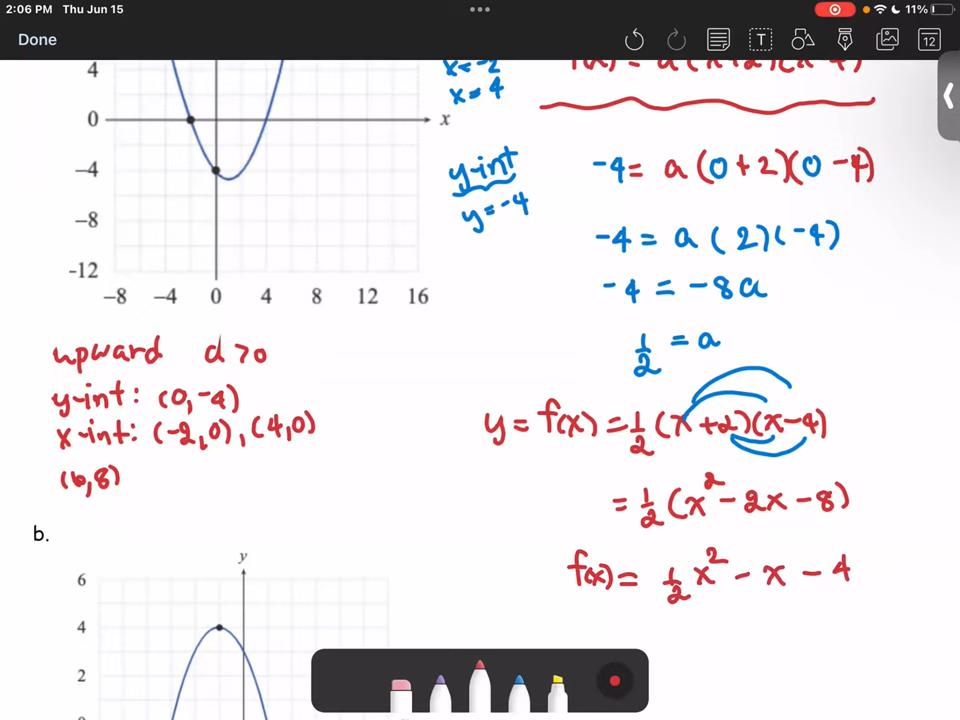 2:06 PM Thu Jun 15
11%
Done
T
12
4
0
x
-4
-8
-12
-8 -4 0 4 8 12 16
x=-2
x=4
f(x)=a(x+2)(x-4)
y-int
y=-4
-4=a(0+2)(0-4)
-4=a(2)(-4)
-4=-8a
1/2=a
upward a>0
y-int: (0,-4)
x-int: (-2,0),(4,0)
(6,8)
y=f(x)=1/2(x+2)(x-4)
=1/2(x²-2x-8)
f(x)=1/2x²-x-4
b.
y
6
4
2